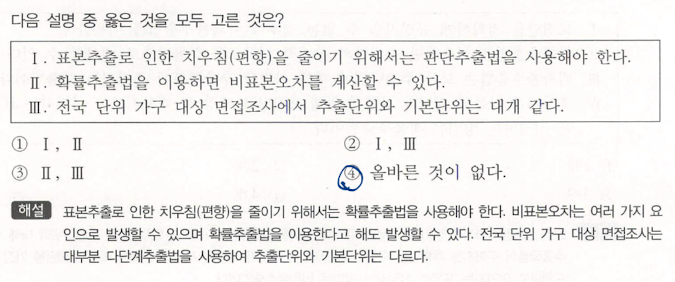 다음 설명 중 옳은 것을 모두 고른 것은?
Ⅰ. 표본추출로 인한 치우침(편향)을 줄이기 위해서는 판단추출법을 사용해야 한다.
Ⅱ. 확률추출법을 이용하면 비표본오차를 계산할 수 있다.
Ⅲ. 전국 단위 가구 대상 면접조사에서 추출단위와 기본단위는 대개 같다.
① Ⅰ, Ⅱ ② Ⅰ, Ⅲ
③ Ⅱ, Ⅲ ④ 올바른 것이 없다.
해설 표본추출로 인한 치우침(편향)을 줄이기 위해서는 확률추출법을 사용해야 한다. 비표본오차는 여러 가지 요
인으로 발생할 수 있으며 확률추출법을 이용한다고 해도 발생할 수 있다. 전국 단위 가구 대상 면접조사는
대부분 다단계추출법을 사용하여 추출단위와 기본단위는 다르다.